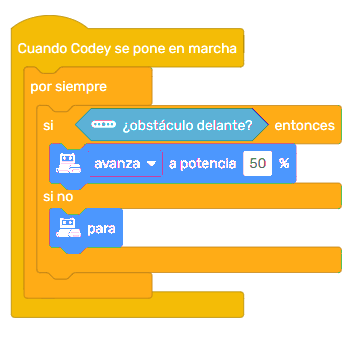 Cuando Codey se pone en marcha
por siempre
si ¿obstáculo delante? entonces
avanza a potencia 50 %
si no
para